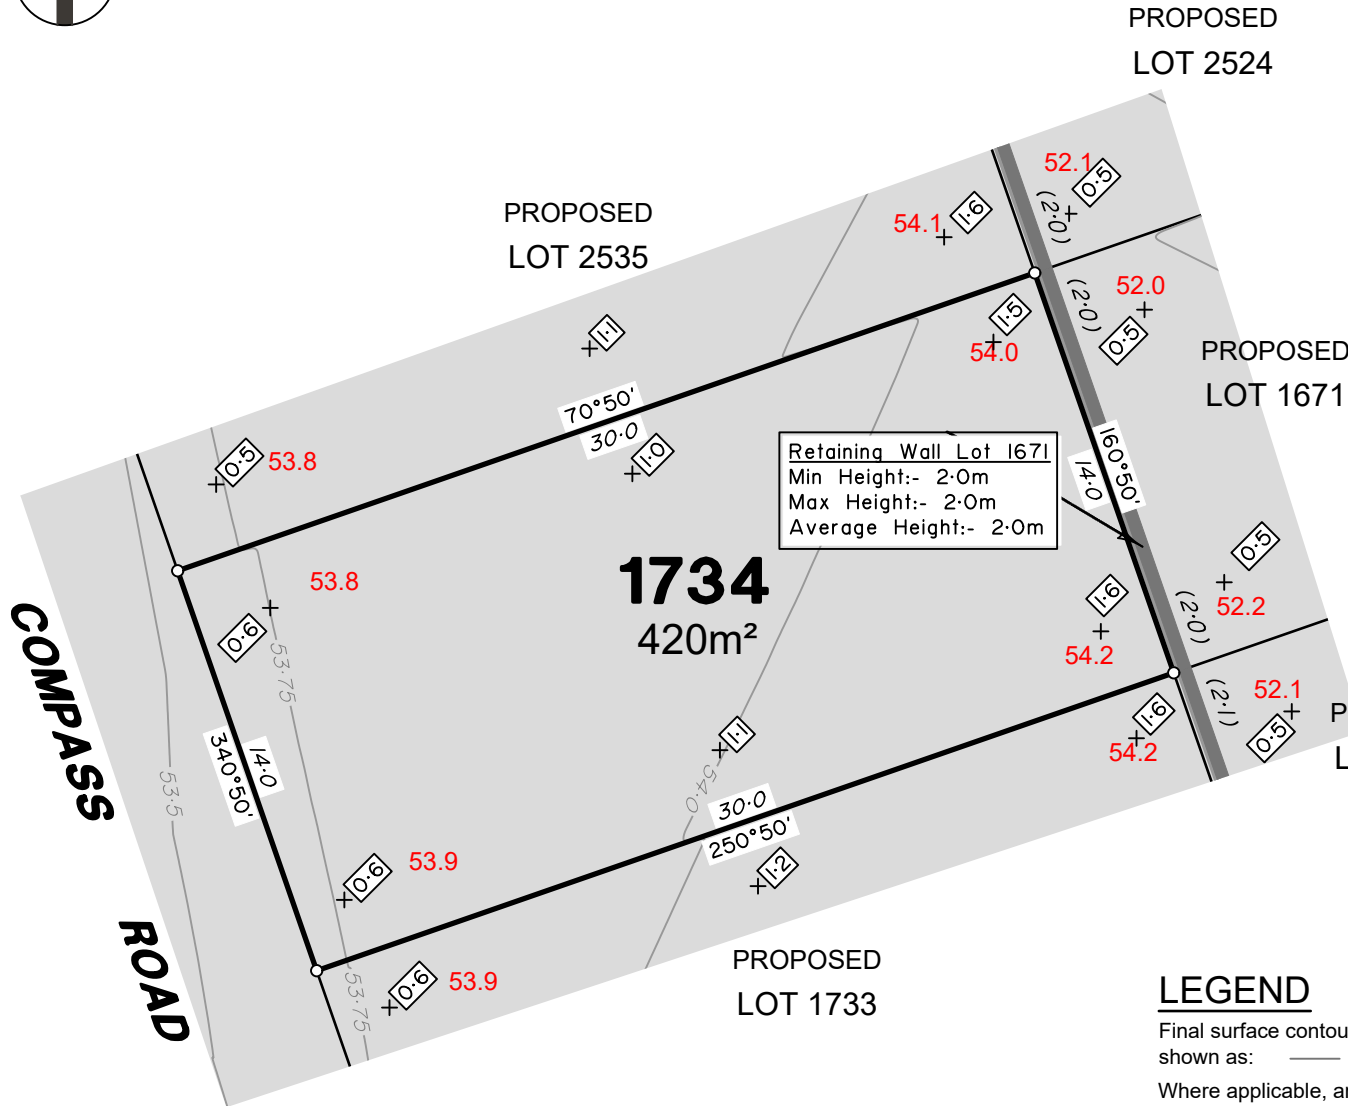 PROPOSED
LOT 2524
52.1
0·5
(2·0)
54.1
1·6
PROPOSED
LOT 2535
1·1
52.0
0·5
(2·0)
1·5
54.0
PROPOSED
LOT 1671
70°50'
30·0
1·0
0·5
53.8
Retaining Wall Lot 1671
Min Height:- 2·0m
Max Height:- 2·0m
Average Height:- 2·0m
160°50'
14·0
0·5
52.2
(2·0)
1734
420m²
53.8
0·6
53·75
1·6
54.2
COMPASS
ROAD
340°50'
14·0
53·5
1·1
54·0
30·0
250°50'
1·6
54.2
(2·1)
52.1
0·5
P
L
0·6
53.9
1·2
0·6
53.9
53·75
PROPOSED
LOT 1733
LEGEND
Final surface contou
shown as:
Where applicable, ar